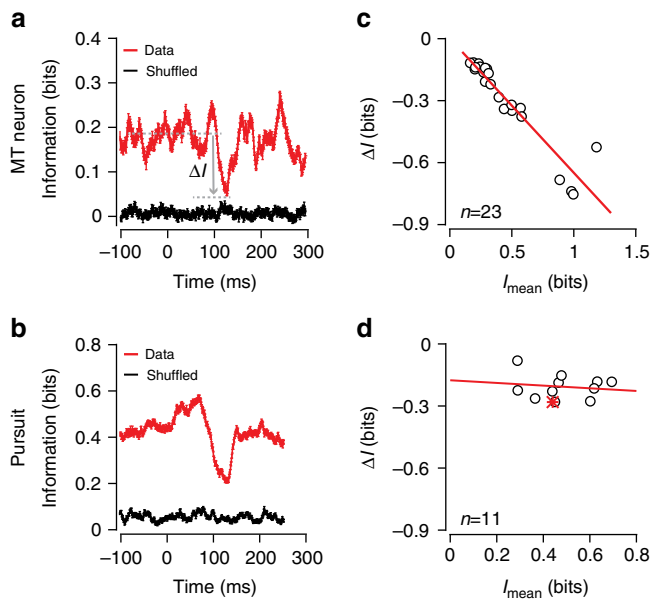 a
Data
Shuffled
MT neuron
Information (bits)
0.4
0.3
0.2
0.1
0
ΔI
–100 0 100 200 300
Time (ms)
c
0
–0.3
–0.6
–0.9
ΔI (bits)
n=23
0 0.5 1 1.5
Imean (bits)
b
Data
Shuffled
Pursuit
Information (bits)
0.8
0.6
0.4
0.2
0
–100 0 100 200 300
Time (ms)
d
0
–0.3
–0.6
–0.9
ΔI (bits)
n=11
0 0.2 0.4 0.6 0.8
Imean (bits)